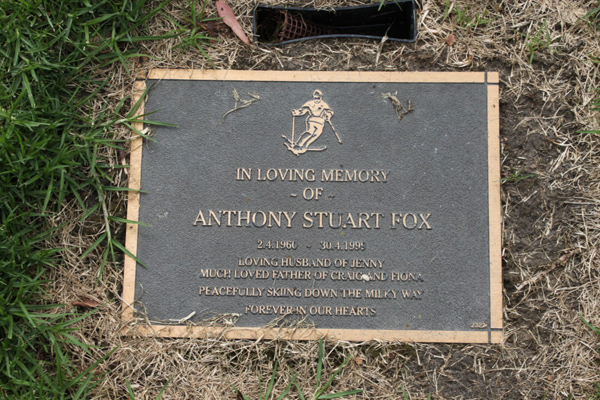 IN LOVING MEMORY
~ OF ~
ANTHONY STUART FOX
2.4.1960 ~ 30.4.1999
LOVING HUSBAND OF JENNY
MUCH LOVED FATHER OF CRAIG AND FIONA
PEACEFULLY SKIING DOWN THE MILKY WAY
FOREVER IN OUR HEARTS